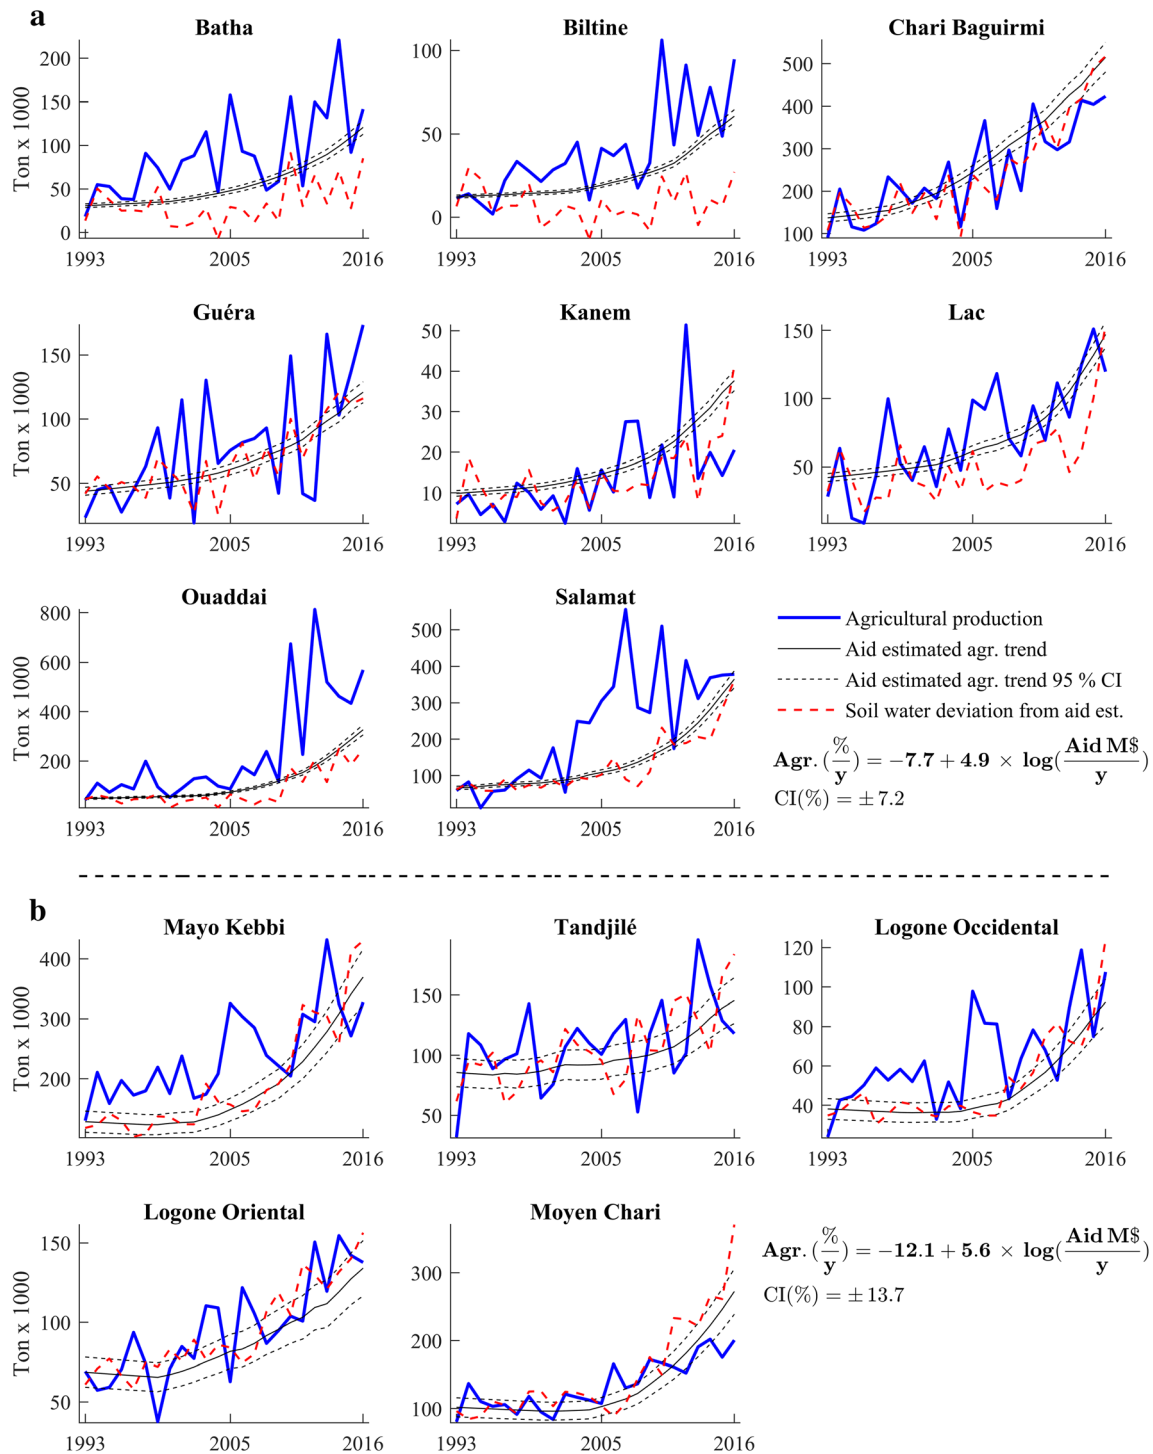 a
Batha
Biltine
Chari Baguirmi
Ton x 1000
200
150
100
50
0
1993 2005 2016
100
50
0
1993 2005 2016
500
400
300
200
100
1993 2005 2016
Guéra
Kanem
Lac
Ton x 1000
150
100
50
1993 2005 2016
50
40
30
20
10
1993 2005 2016
150
100
50
1993 2005 2016
Ouaddai
Salamat
Ton x 1000
800
600
400
200
1993 2005 2016
500
400
300
200
100
1993 2005 2016
Agricultural production
Aid estimated agr. trend
Aid estimated agr. trend 95 % CI
Soil water deviation from aid est.
Agr. (%/y) = −7.7 + 4.9 × log(Aid M$/y)
CI(%) = ± 7.2
b
Mayo Kebbi
Tandjilé
Logone Occidental
Ton x 1000
400
300
200
1993 2005 2016
150
100
50
1993 2005 2016
120
100
80
60
40
1993 2005 2016
Logone Oriental
Moyen Chari
Ton x 1000
150
100
50
1993 2005 2016
300
200
100
1993 2005 2016
Agr. (%/y) = −12.1 + 5.6 × log(Aid M$/y)
CI(%) = ± 13.7